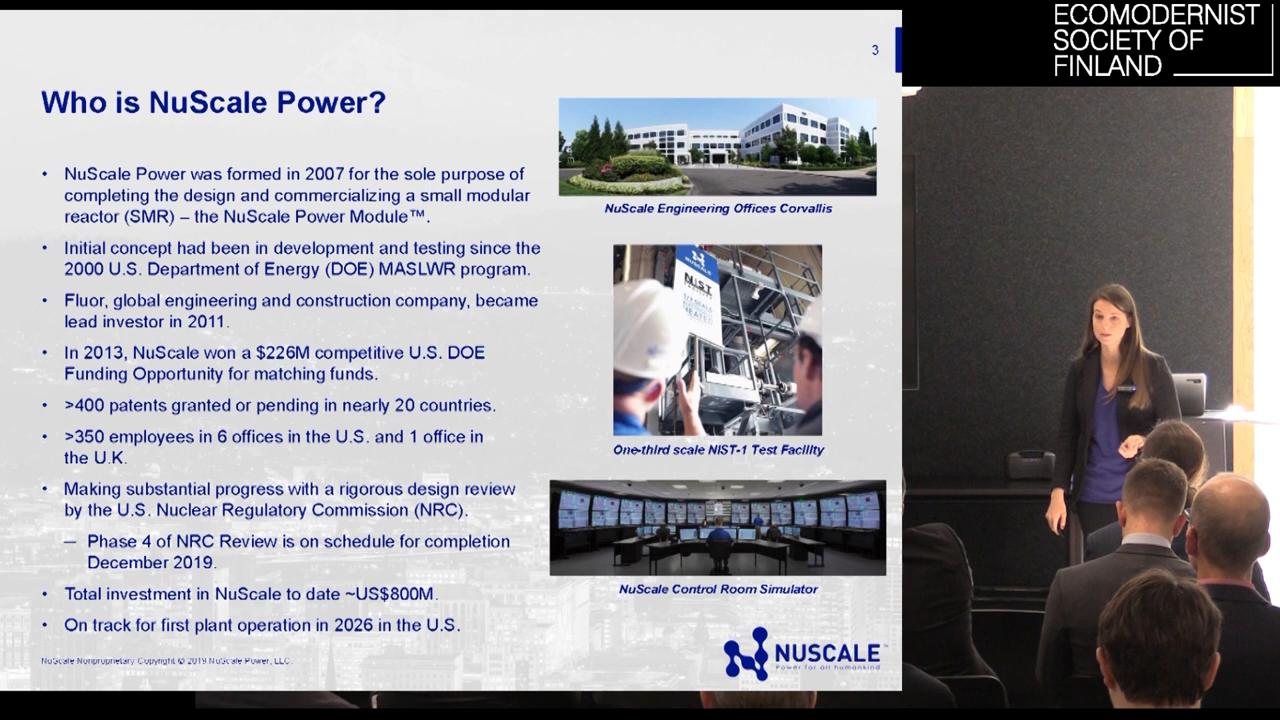 ECOMODERNIST
SOCIETY OF
FINLAND
3
Who is NuScale Power?
• NuScale Power was formed in 2007 for the sole purpose of
completing the design and commercializing a small modular
reactor (SMR) – the NuScale Power Module™.
• Initial concept had been in development and testing since the
2000 U.S. Department of Energy (DOE) MASLWR program.
• Fluor, global engineering and construction company, became
lead investor in 2011.
• In 2013, NuScale won a $226M competitive U.S. DOE
Funding Opportunity for matching funds.
• >400 patents granted or pending in nearly 20 countries.
• >350 employees in 6 offices in the U.S. and 1 office in
the U.K.
• Making substantial progress with a rigorous design review
by the U.S. Nuclear Regulatory Commission (NRC).
– Phase 4 of NRC Review is on schedule for completion
December 2019.
• Total investment in NuScale to date ~US$800M.
• On track for first plant operation in 2026 in the U.S.
NuScale Engineering Offices Corvallis
NUSCALE
NIST
One-third scale NIST-1 Test Facility
NuScale Control Room Simulator
NuScale Nonproprietary Copyright © 2019 NuScale Power, LLC.
NUSCALE™
Power for all humankind